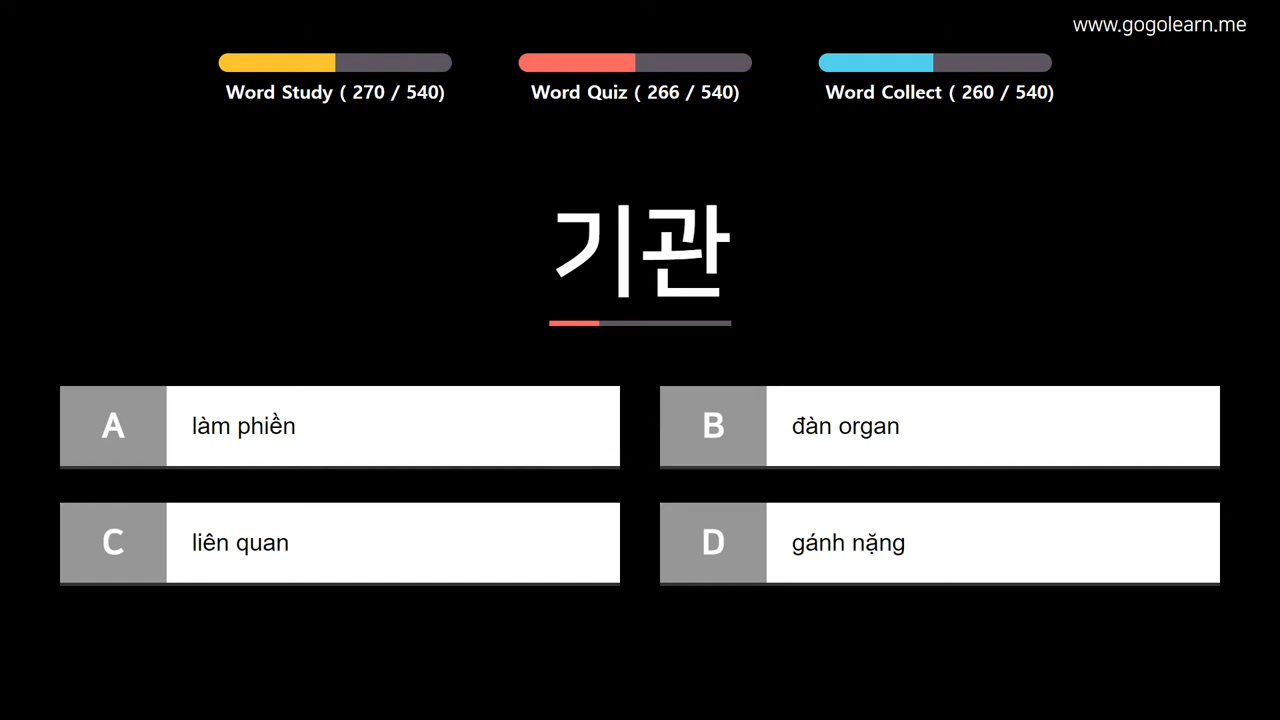 www.gogolearn.me
Word Study ( 270 / 540)
Word Quiz ( 266 / 540)
Word Collect ( 260 / 540)
기관
A làm phiền
B đàn organ
C liên quan
D gánh nặng